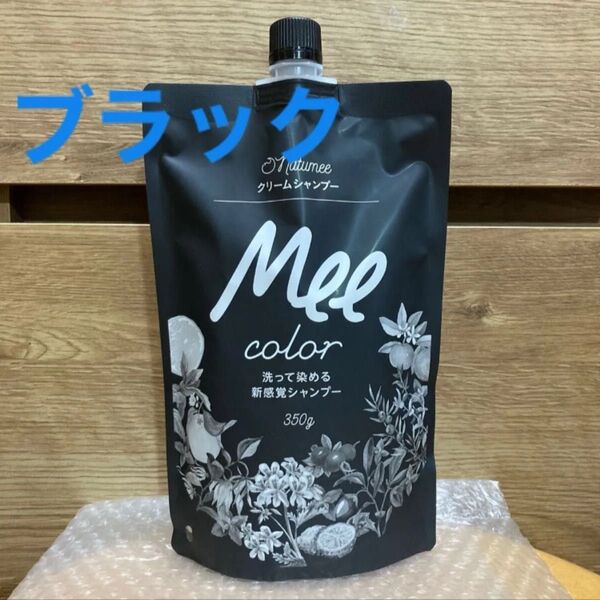 ブラック
Natumee
クリームシャンプー
Mee
color
洗って染める
新感覚シャンプー
350g